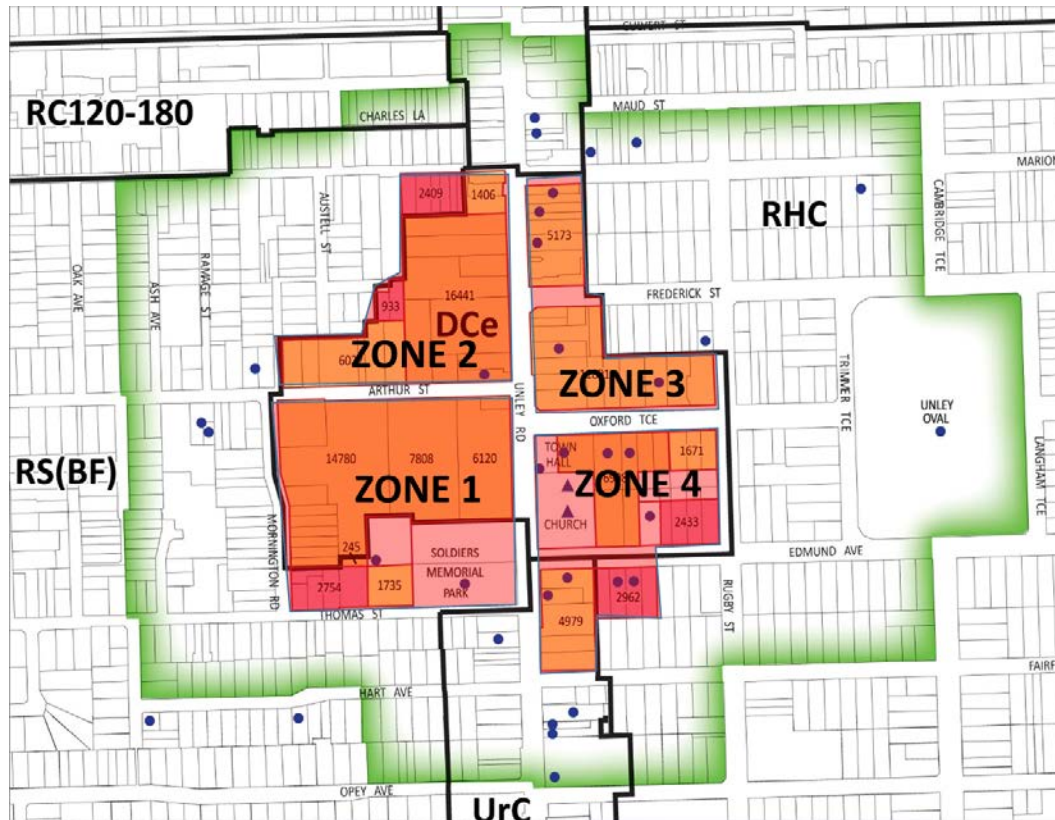 CULVERT ST
RC120-180
CHARLES LA
MAUD ST
MARION
2409
1406
AUSTELL ST
RHC
CAMBRIDGE TCE
5173
OAK AVE
ASH AVE
RAMAGE ST
16441
933
FREDERICK ST
DCe
ZONE 2
ZONE 3
ARTHUR ST
UNLEY RD
OXFORD TCE
TRIMMER TCE
UNLEY
OVAL
LANGHAM TCE
RS(BF)
14780
7808
6120
ZONE 1
TOWN
HALL
1671
ZONE 4
CHURCH
2433
MORNINGTON RD
245
SOLDIERS
MEMORIAL
PARK
EDMUND AVE
2754
1735
2962
RUGBY ST
THOMAS ST
4979
HART AVE
FAIRF
OPEY AVE
UrC